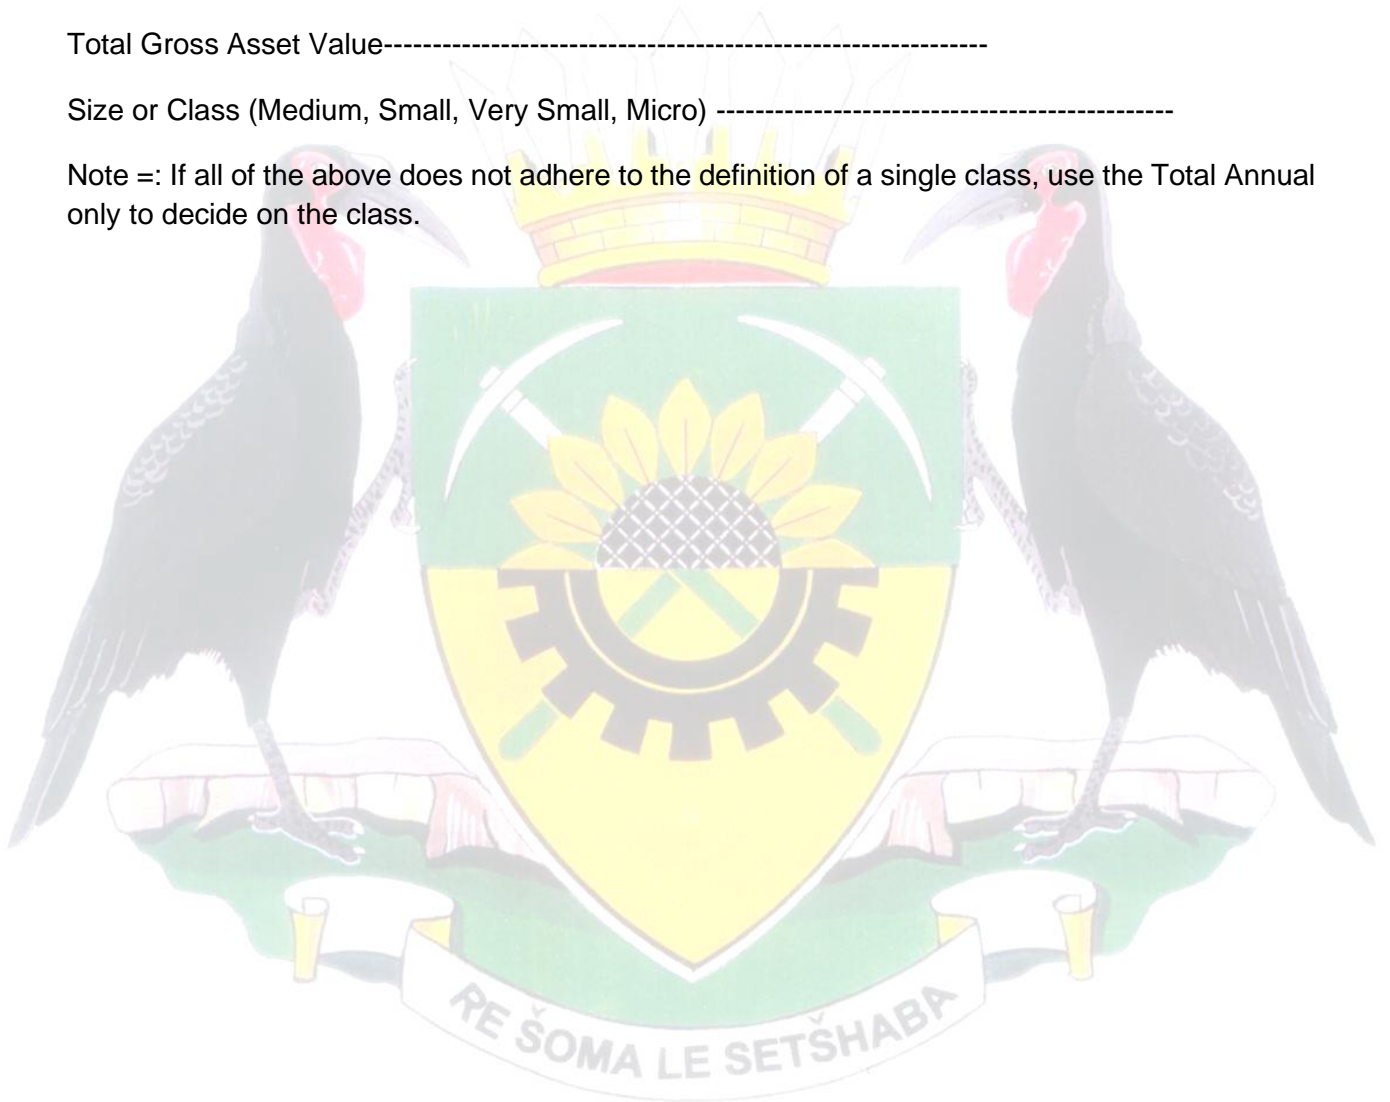 Total Gross Asset Value--------------------------------------------------------------
Size or Class (Medium, Small, Very Small, Micro) -----------------------------------------------
Note =: If all of the above does not adhere to the definition of a single class, use the Total Annual
only to decide on the class.
RE ŠOMA LE SETŠHABA